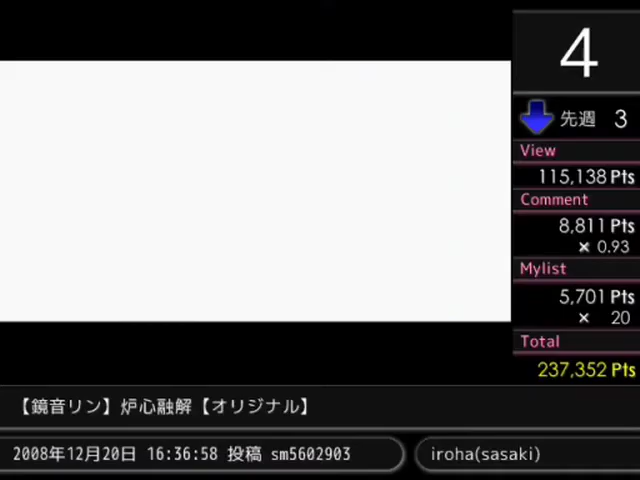 4
先週 3
View
115,138 Pts
Comment
8,811 Pts
× 0.93
Mylist
5,701 Pts
× 20
Total
237,352 Pts
【鏡音リン】炉心融解【オリジナル】
2008年12月20日 16:36:58 投稿 sm5602903
iroha(sasaki)